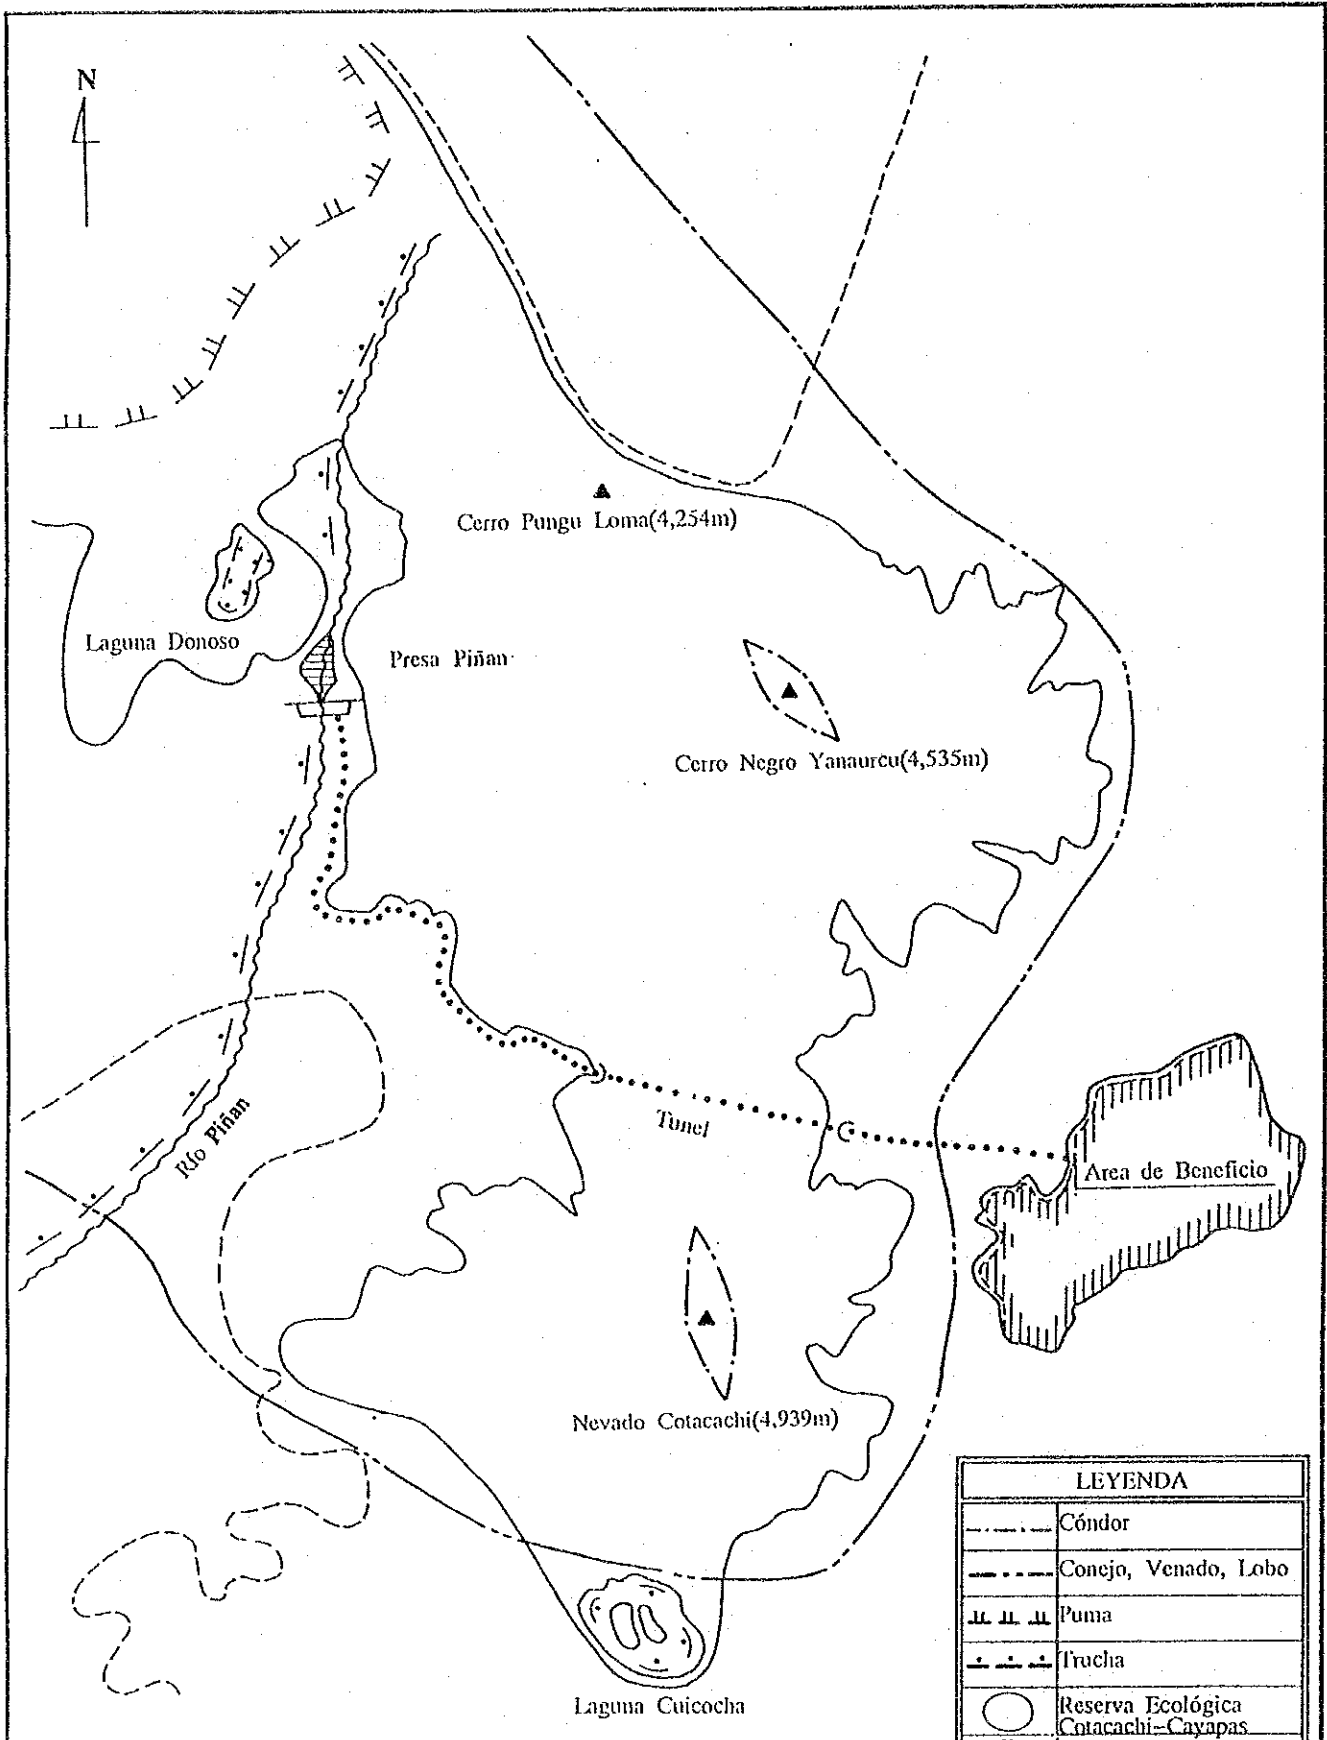 N
Cerro Pungu Loma(4,254m)
Laguna Donoso
Presa Piñan
Cerro Negro Yanaurcu(4,535m)
Río Piñan
Tunel
Area de Beneficio
Nevado Cotacachi(4,939m)
Laguna Cuicocha
LEYENDA
Cóndor
Conejo, Venado, Lobo
Puma
Trucha
Reserva Ecológica
Cotacachi-Cayapas